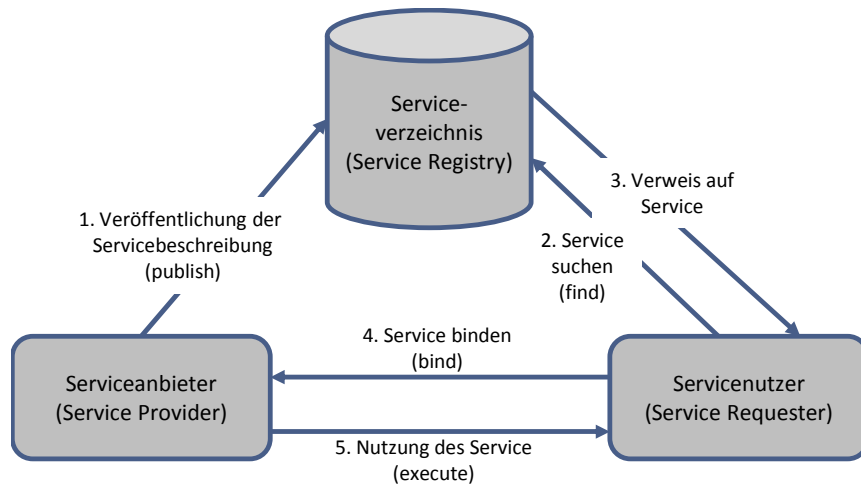 Service-
verzeichnis
(Service Registry)
3. Verweis auf
Service
1. Veröffentlichung der
Servicebeschreibung
(publish)
2. Service
suchen
(find)
4. Service binden
(bind)
Serviceanbieter
(Service Provider)
Servicenutzer
(Service Requester)
5. Nutzung des Service
(execute)